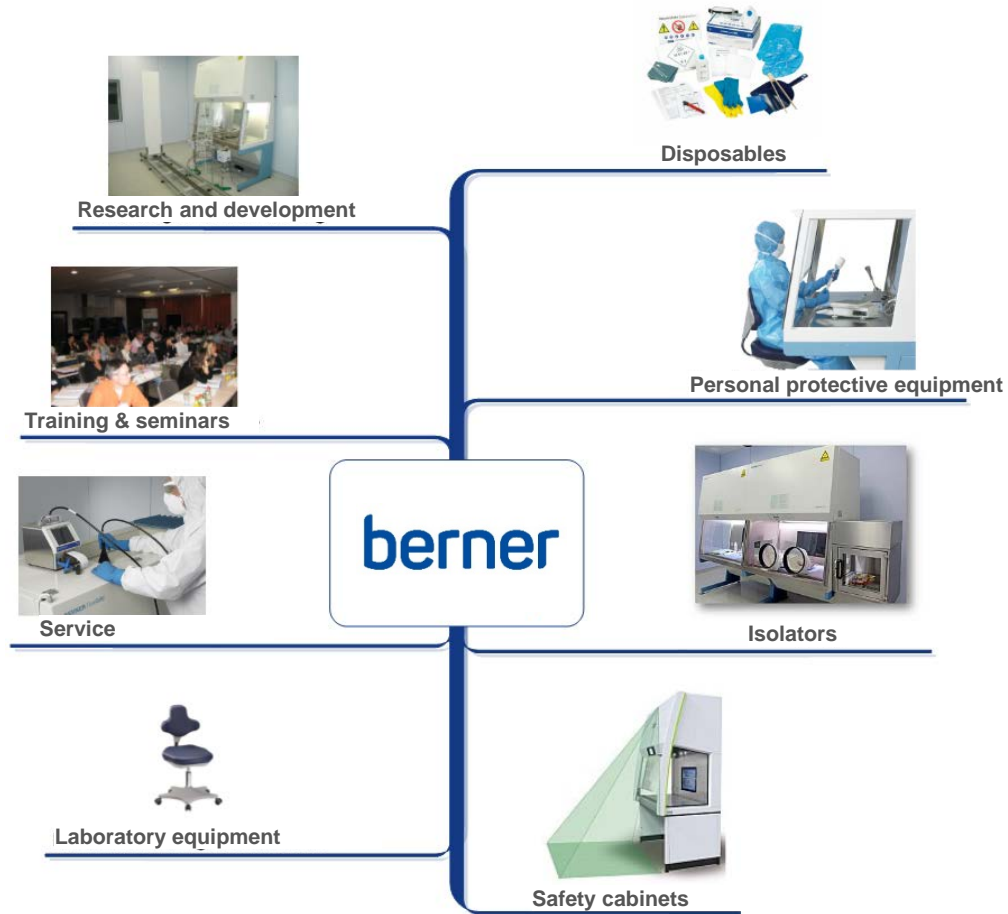 Disposables
Research and development
Personal protective equipment
Training & seminars
berner
Service
Isolators
Laboratory equipment
Safety cabinets